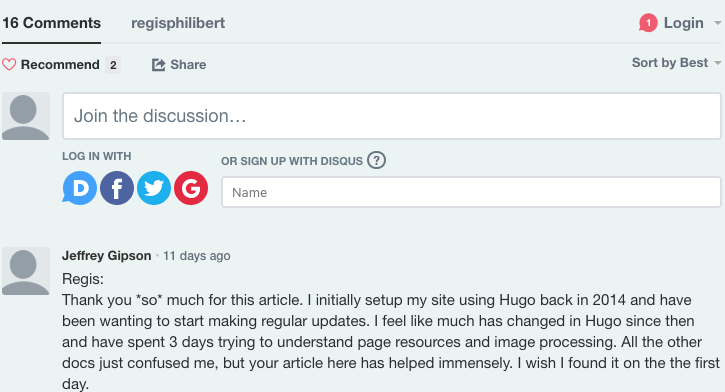 16 Comments regisphilibert 1 Login
Recommend 2 Share Sort by Best
Join the discussion...
LOG IN WITH
OR SIGN UP WITH DISQUS ?
D f G
Name
Jeffrey Gipson · 11 days ago
Regis:
Thank you *so* much for this article. I initially setup my site using Hugo back in 2014 and have
been wanting to start making regular updates. I feel like much has changed in Hugo since then
and have spent 3 days trying to understand page resources and image processing. All the other
docs just confused me, but your article here has helped immensely. I wish I found it on the the first
day.